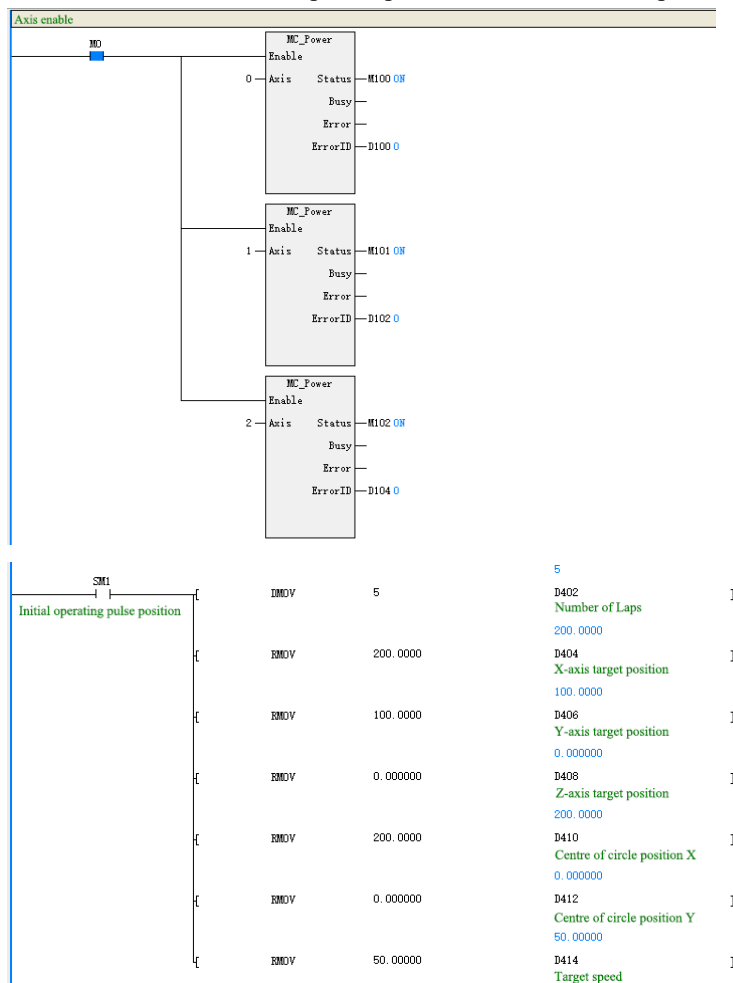 Axis enable
M0
MC_Power
Enable
0 Axis Status M100 ON
Busy
Error
ErrorID D100 0
MC_Power
Enable
1 Axis Status M101 ON
Busy
Error
ErrorID D102 0
MC_Power
Enable
2 Axis Status M102 ON
Busy
Error
ErrorID D104 0
5
SM1
[ DMOV 5 D402 ]
Initial operating pulse position
Number of Laps
200.0000
[ RMOV 200.0000 D404 ]
X-axis target position
100.0000
[ RMOV 100.0000 D406 ]
Y-axis target position
0.000000
[ RMOV 0.000000 D408 ]
Z-axis target position
200.0000
[ RMOV 200.0000 D410 ]
Centre of circle position X
0.000000
[ RMOV 0.000000 D412 ]
Centre of circle position Y
50.00000
[ RMOV 50.00000 D414 ]
Target speed